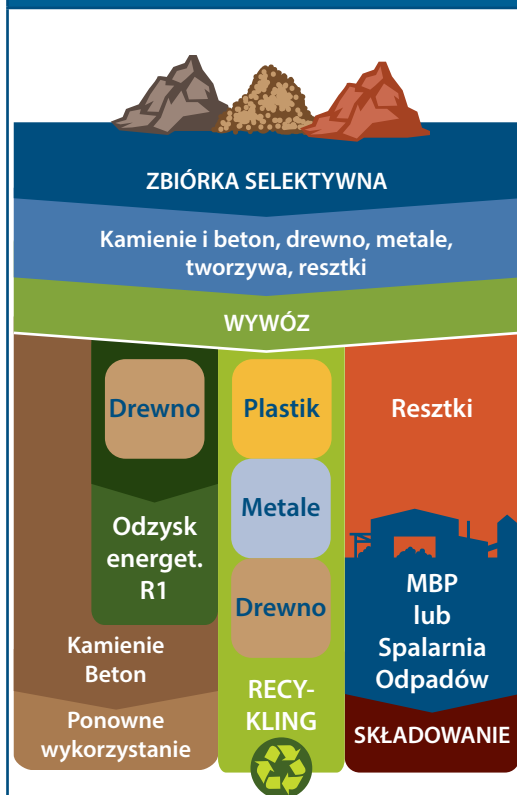 ZBIÓRKA SELEKTYWNA
Kamienie i beton, drewno, metale,
tworzywa, resztki
WYWÓZ
Drewno
Odzysk
energet.
R1
Kamienie
Beton
Ponowne
wykorzystanie
Plastik
Metale
Drewno
RECY-
KLING
Resztki
MBP
lub
Spalarnia
Odpadów
SKŁADOWANIE